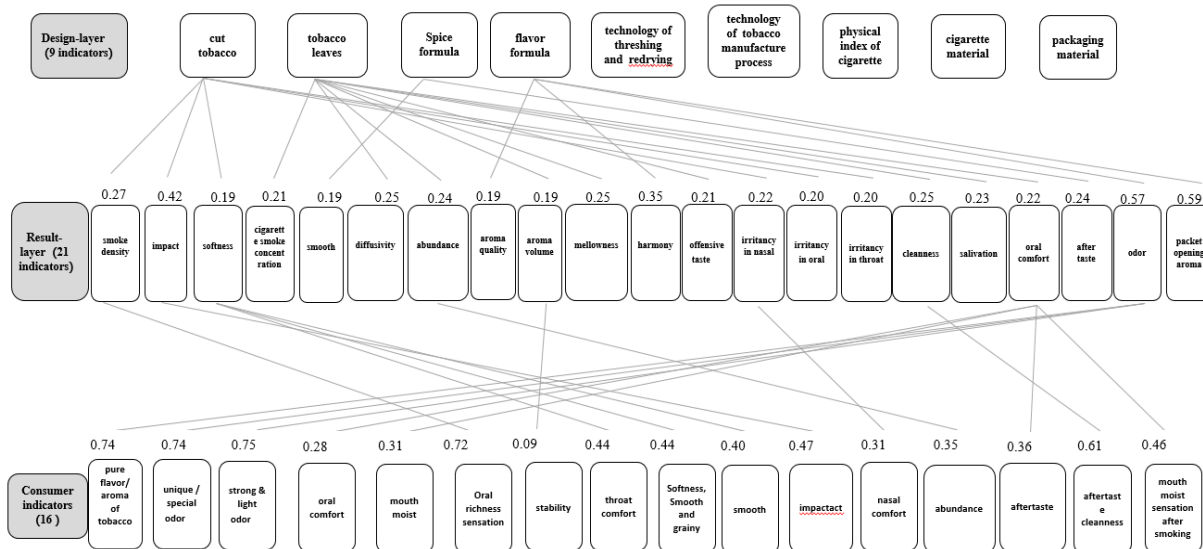 Design-layer
(9 indicators)
cut
tobacco
tobacco
leaves
Spice
formula
flavor
formula
technology of
threshing
and redrying
technology
of tobacco
manufacture
process
physical
index of
cigarette
cigarette
material
packaging
material
0.27
0.42
0.19
0.21
0.19
0.25
0.24
0.19
0.19
0.25
0.35
0.21
0.22
0.20
0.20
0.25
0.23
0.22
0.24
0.57
0.59
Result-
layer (21
indicators)
smoke
density
impact
softness
cigarett
e smoke
concent
ration
smooth
diffusivity
abundance
aroma
quality
aroma
volume
mellowness
harmony
offensive
taste
irritancy
in nasal
irritancy
in oral
irritancy
in throat
cleanness
salivation
oral
comfort
after
taste
odor
packet
opening
aroma
0.74
0.74
0.75
0.28
0.31
0.72
0.09
0.44
0.44
0.40
0.47
0.31
0.35
0.36
0.61
0.46
Consumer
indicators
(16 )
pure
flavor/
aroma
of
tobacco
unique /
special
odor
strong &
light
odor
oral
comfort
mouth
moist
Oral
richness
sensation
stability
throat
comfort
Softness,
Smooth
and
grainy
smooth
impactact
nasal
comfort
abundance
aftertaste
aftertast
e
cleanness
mouth
moist
sensation
after
smoking